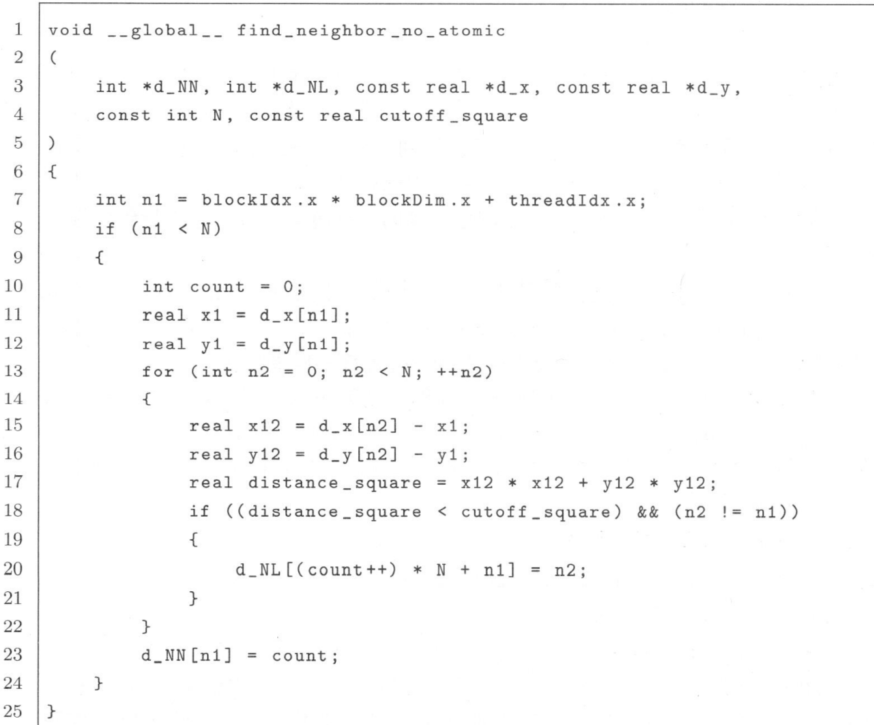 1 void __global__ find_neighbor_no_atomic
2 (
3     int *d_NN, int *d_NL, const real *d_x, const real *d_y,
4     const int N, const real cutoff_square
5 )
6 {
7     int n1 = blockIdx.x * blockDim.x + threadIdx.x;
8     if (n1 < N)
9     {
10         int count = 0;
11         real x1 = d_x[n1];
12         real y1 = d_y[n1];
13         for (int n2 = 0; n2 < N; ++n2)
14         {
15             real x12 = d_x[n2] - x1;
16             real y12 = d_y[n2] - y1;
17             real distance_square = x12 * x12 + y12 * y12;
18             if ((distance_square < cutoff_square) && (n2 != n1))
19             {
20                 d_NL[(count++) * N + n1] = n2;
21             }
22         }
23         d_NN[n1] = count;
24     }
25 }